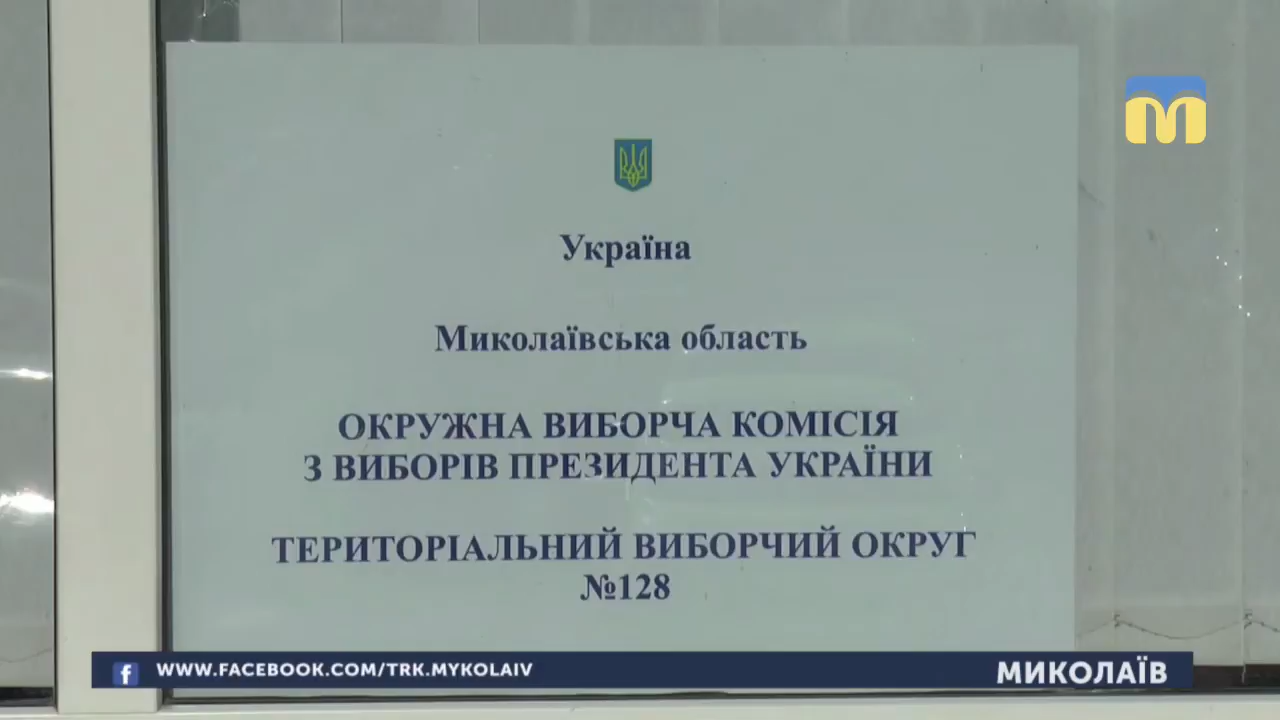 Україна
Миколаївська область
ОКРУЖНА ВИБОРЧА КОМІСІЯ
З ВИБОРІВ ПРЕЗИДЕНТА УКРАЇНИ
ТЕРИТОРІАЛЬНИЙ ВИБОРЧИЙ ОКРУГ
№128
f WWW.FACEBOOK.COM/TRK.MYKOLAIV
МИКОЛАЇВ